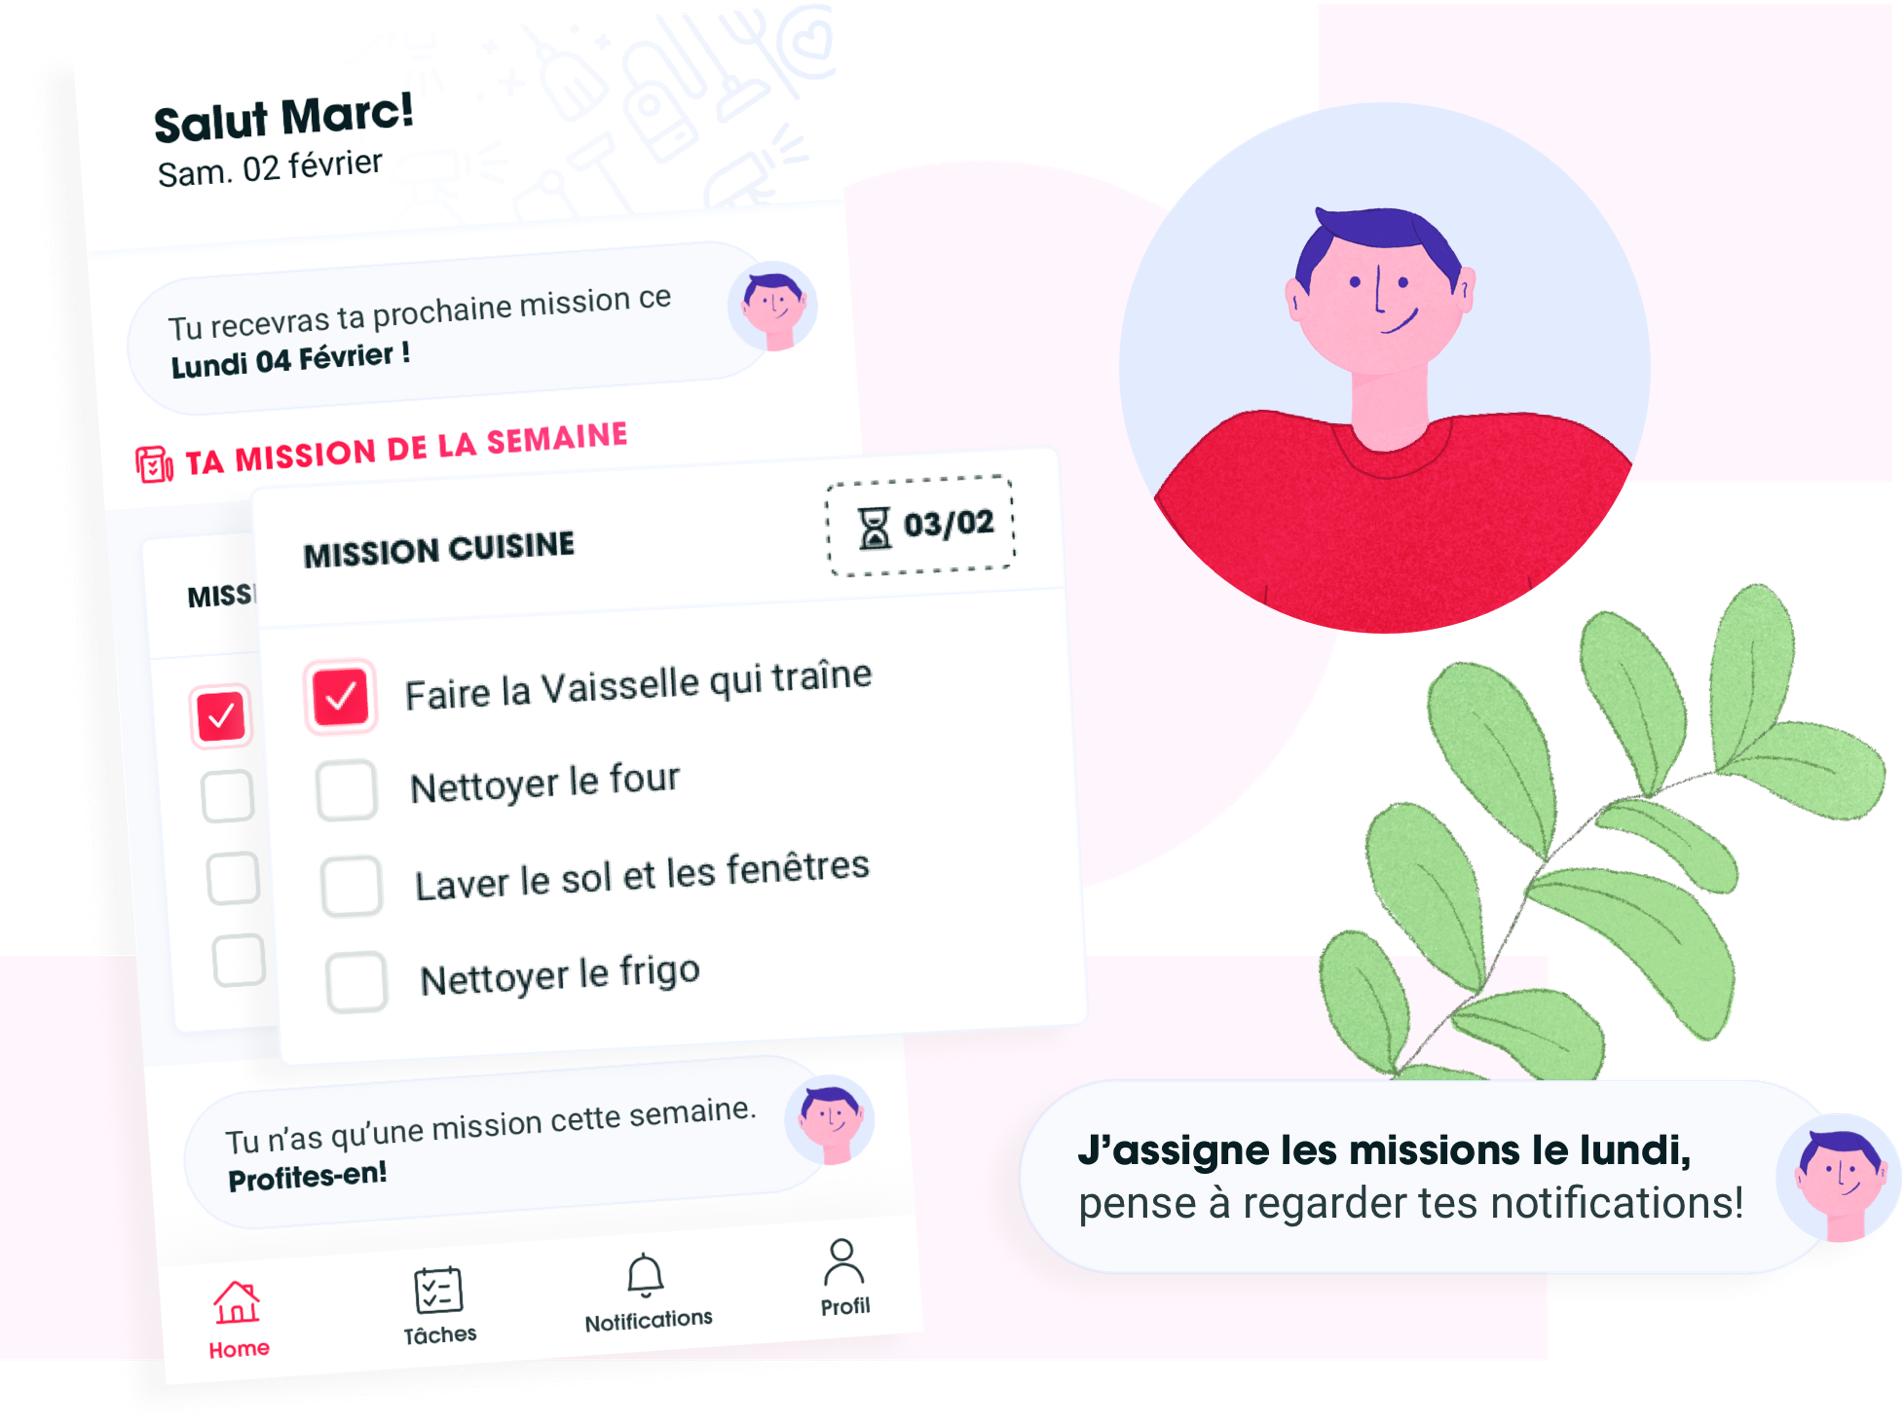 Salut Marc!
Sam. 02 février
Tu recevras ta prochaine mission ce
Lundi 04 Février !
TA MISSION DE LA SEMAINE
MISSI
MISSION CUISINE
03/02
Faire la Vaisselle qui traîne
Nettoyer le four
Laver le sol et les fenêtres
Nettoyer le frigo
Tu n’as qu’une mission cette semaine.
Profites-en!
J’assigne les missions le lundi,
pense à regarder tes notifications!
Home
Tâches
Notifications
Profil